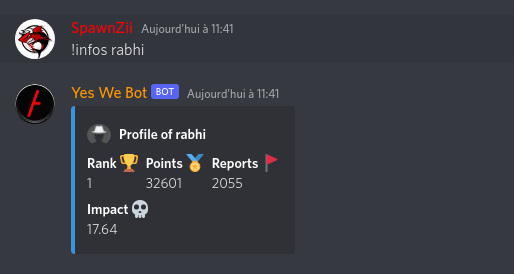 SpawnZii Aujourd'hui à 11:41
!infos rabhi
Yes We Bot BOT Aujourd'hui à 11:41
Profile of rabhi
Rank🏆 Points🏅 Reports🚩
1 32601 2055
Impact💀
17.64